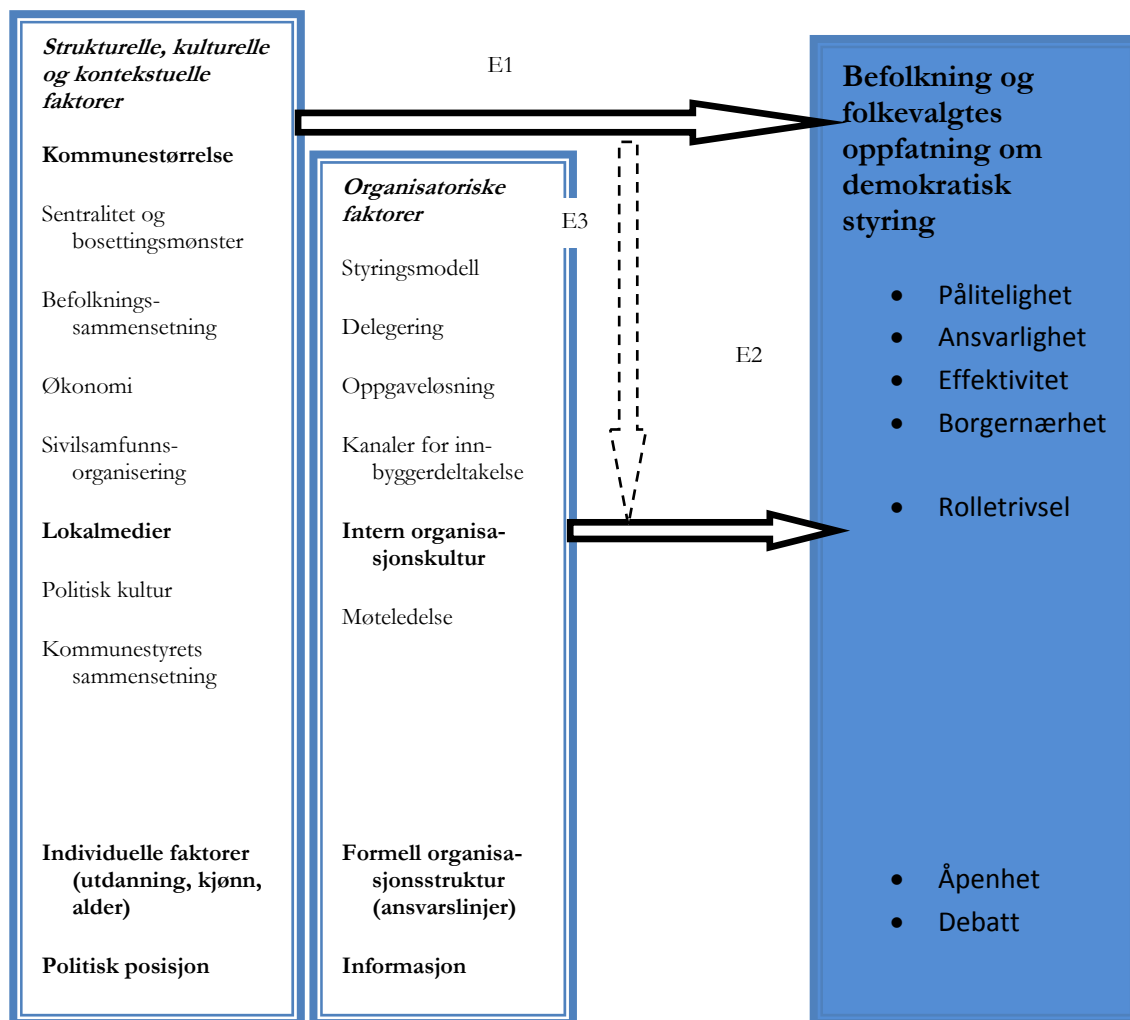 Strukturelle, kulturelle
og kontekstuelle
faktorer
Kommunestørrelse
Sentralitet og
bosettingsmønster
Befolknings-
sammensetning
Økonomi
Sivilsamfunns-
organisering
Lokalmedier
Politisk kultur
Kommunestyrets
sammensetning
Individuelle faktorer
(utdanning, kjønn,
alder)
Politisk posisjon
Organisatoriske
faktorer
Styringsmodell
Delegering
Oppgaveløsning
Kanaler for inn-
byggerdeltakelse
Intern organisa-
sjonskultur
Møteledelse
Formell organisa-
sjonsstruktur
(ansvarslinjer)
Informasjon
E1
E3
E2
Befolkning og
folkevalgtes
oppfatning om
demokratisk
styring
• Pålitelighet
• Ansvarlighet
• Effektivitet
• Borgernærhet
• Rolletrivsel
• Åpenhet
• Debatt